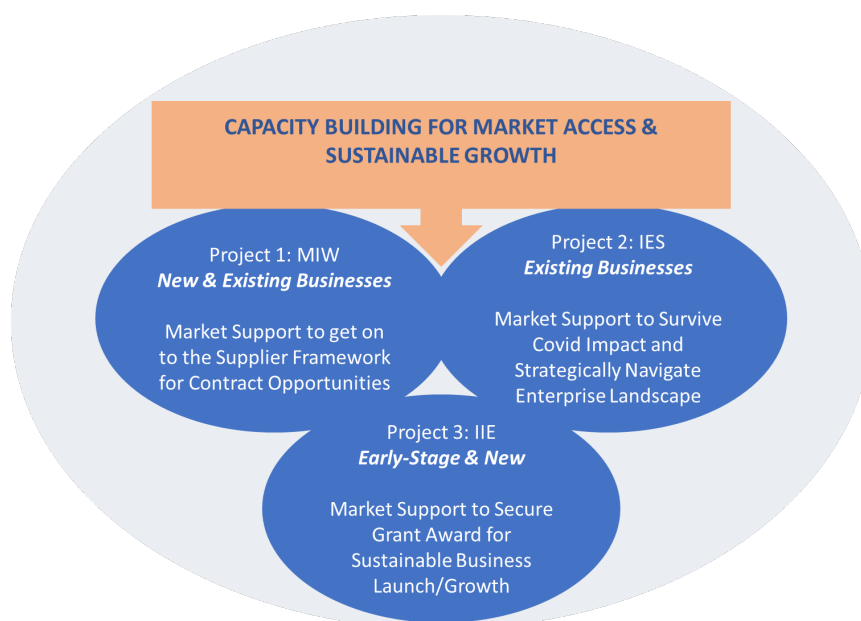 CAPACITY BUILDING FOR MARKET ACCESS &
SUSTAINABLE GROWTH
Project 1: MIW
New & Existing Businesses
Market Support to get on
to the Supplier Framework
for Contract Opportunities
Project 2: IES
Existing Businesses
Market Support to Survive
Covid Impact and
Strategically Navigate
Enterprise Landscape
Project 3: IIE
Early-Stage & New
Market Support to Secure
Grant Award for
Sustainable Business
Launch/Growth